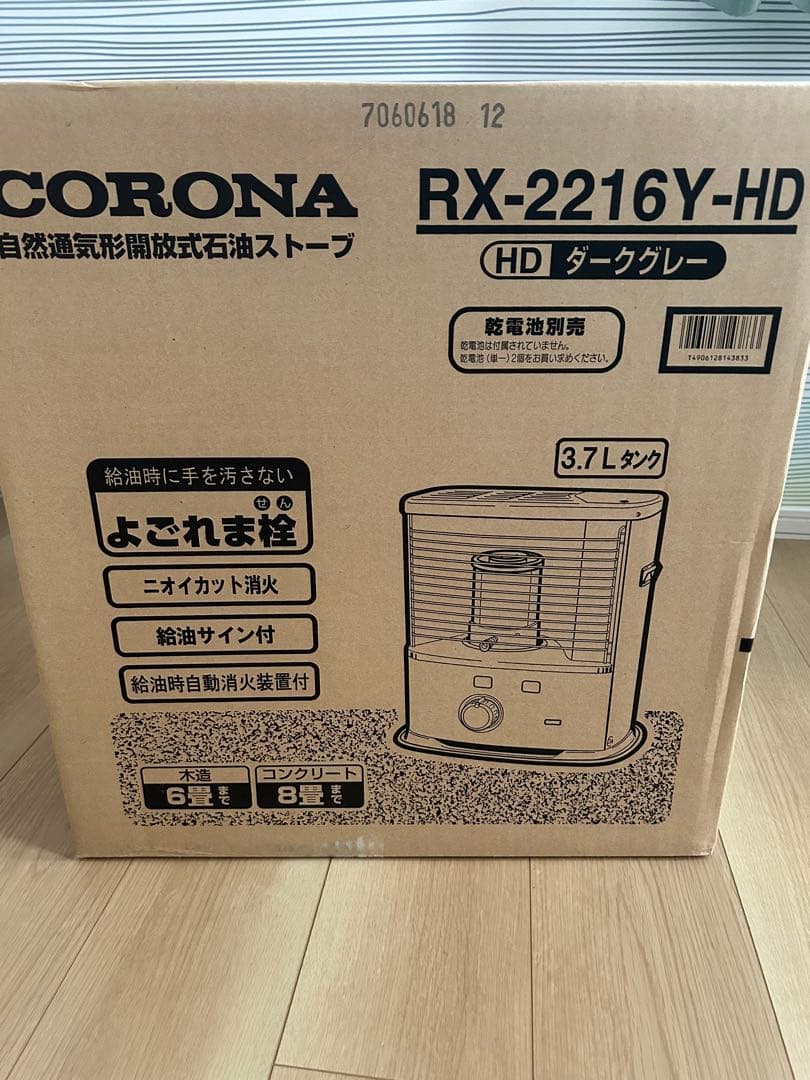 7060618 12
CORONA
自然通気形開放式石油ストーブ
RX-2216Y-HD
HD ダークグレー
乾電池別売
乾電池は付属されていません。
乾電池(単一)2個をお買い求めください。
T4906128143833
3.7Lタンク
給油時に手を汚さない
せん
よごれま栓
ニオイカット消火
給油サイン付
給油時自動消火装置付
木造
6畳まで
コンクリート
8畳まで